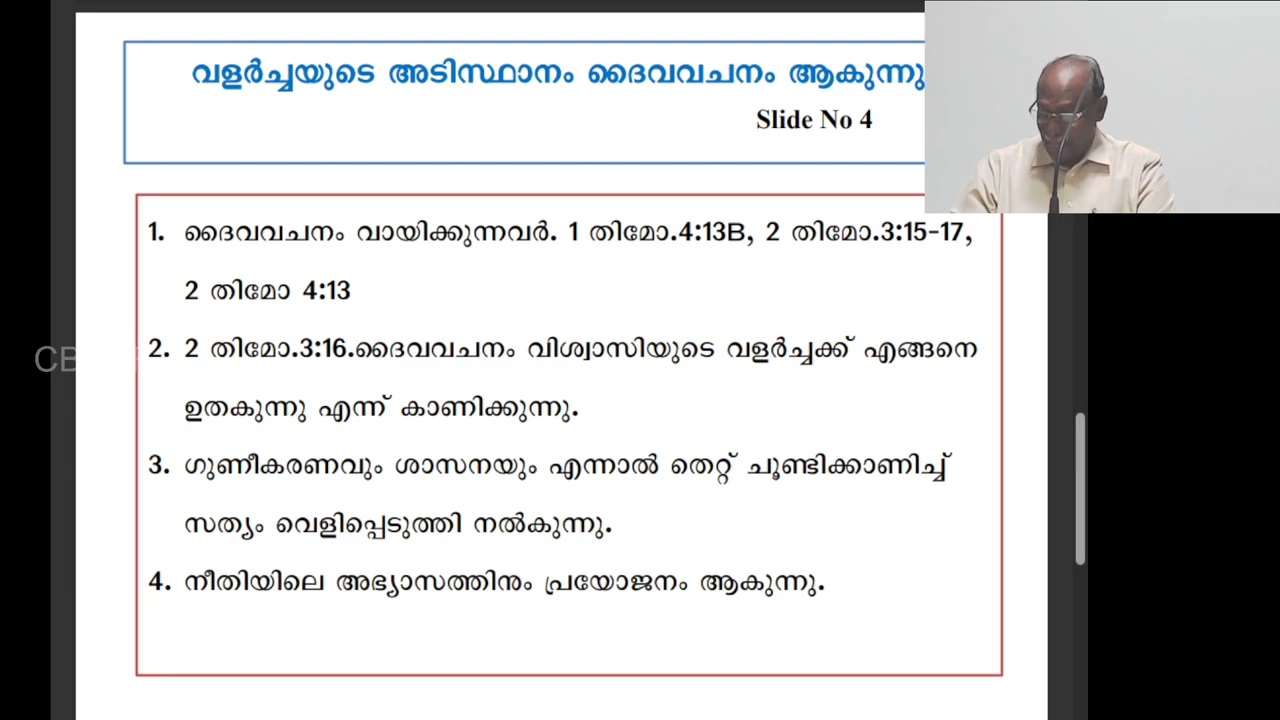 വളർച്ചയുടെ അടിസ്ഥാനം ദൈവവചനം ആകുന്നു
Slide No 4
1. ദൈവവചനം വായിക്കുന്നവർ. 1 തിമോ.4:13B, 2 തിമോ.3:15-17,
2 തിമോ 4:13
2. 2 തിമോ.3:16.ദൈവവചനം വിശ്വാസിയുടെ വളർച്ചക്ക് എങ്ങനെ
ഉതകുന്നു എന്ന് കാണിക്കുന്നു.
3. ഗുണീകരണവും ശാസനയും എന്നാൽ തെറ്റ് ചൂണ്ടിക്കാണിച്ച്
സത്യം വെളിപ്പെടുത്തി നൽകുന്നു.
4. നീതിയിലെ അഭ്യാസത്തിനും പ്രയോജനം ആകുന്നു.